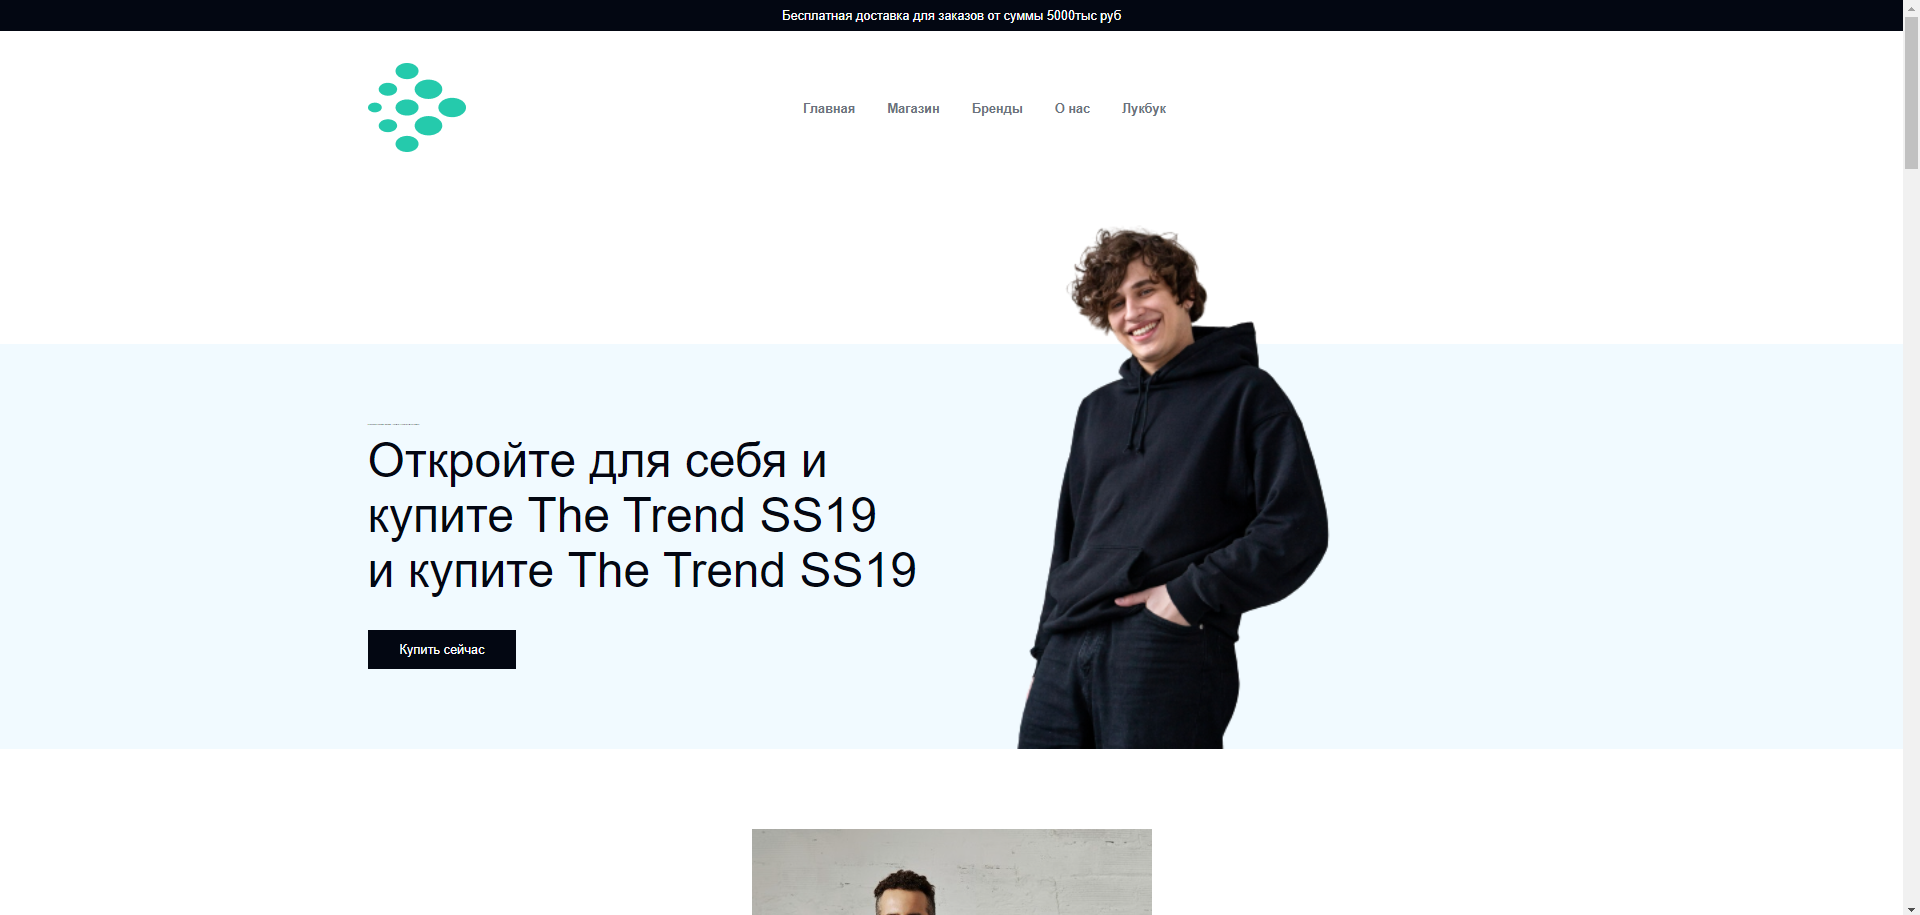 Бесплатная доставка для заказов от суммы 5000тыс руб
Главная Магазин Бренды О нас Лукбук
Откройте для себя и
купите The Trend SS19
и купите The Trend SS19
Купить сейчас